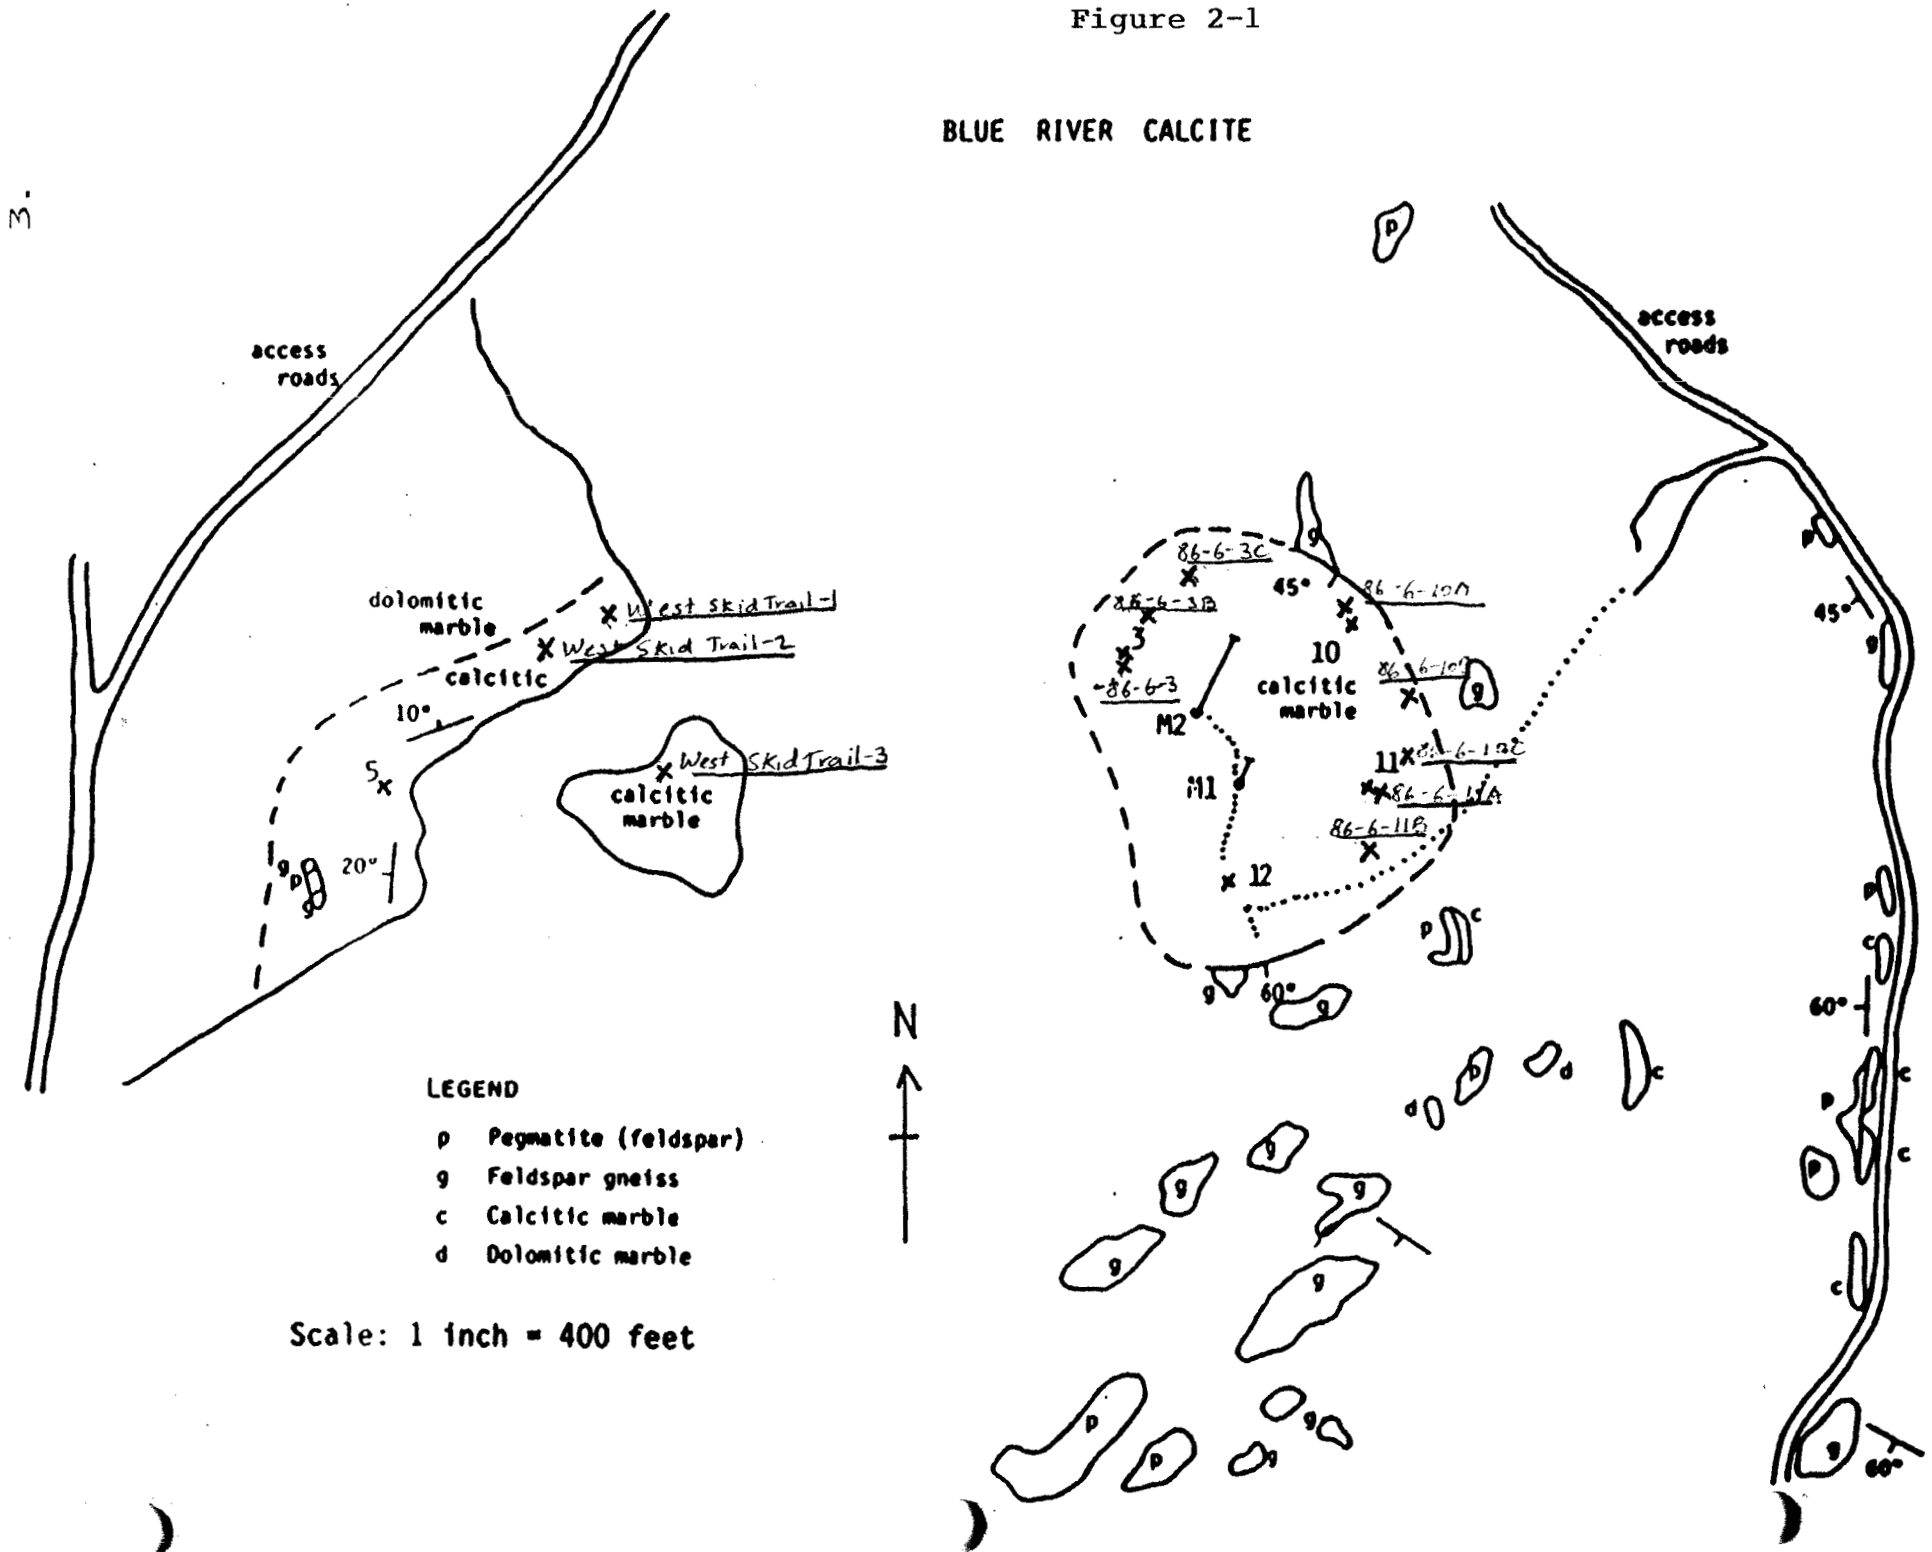 Figure 2-1
BLUE RIVER CALCITE
3.
p
access
roads
access
roads
p
g
86-6-3C
45°
86-6-10A
86-6-3B
3
10
calcitic
marble
86-6-3
M2
g
45°
g
dolomitic
marble
West Skid Trail-1
West Skid Trail-2
calcitic
10°
5
West Skid Trail-3
calcitic
marble
M1
11
86-6-11A
86-6-11B
12
g
p
g
20°
p
c
p
c
g
60°
g
60°
N
p
d
c
d
c
p
c
p
g
g
g
g
g
c
LEGEND
p Pegmatite (feldspar)
g Feldspar gneiss
c Calcitic marble
d Dolomitic marble
Scale: 1 inch = 400 feet
p
p
g
g
g
60°